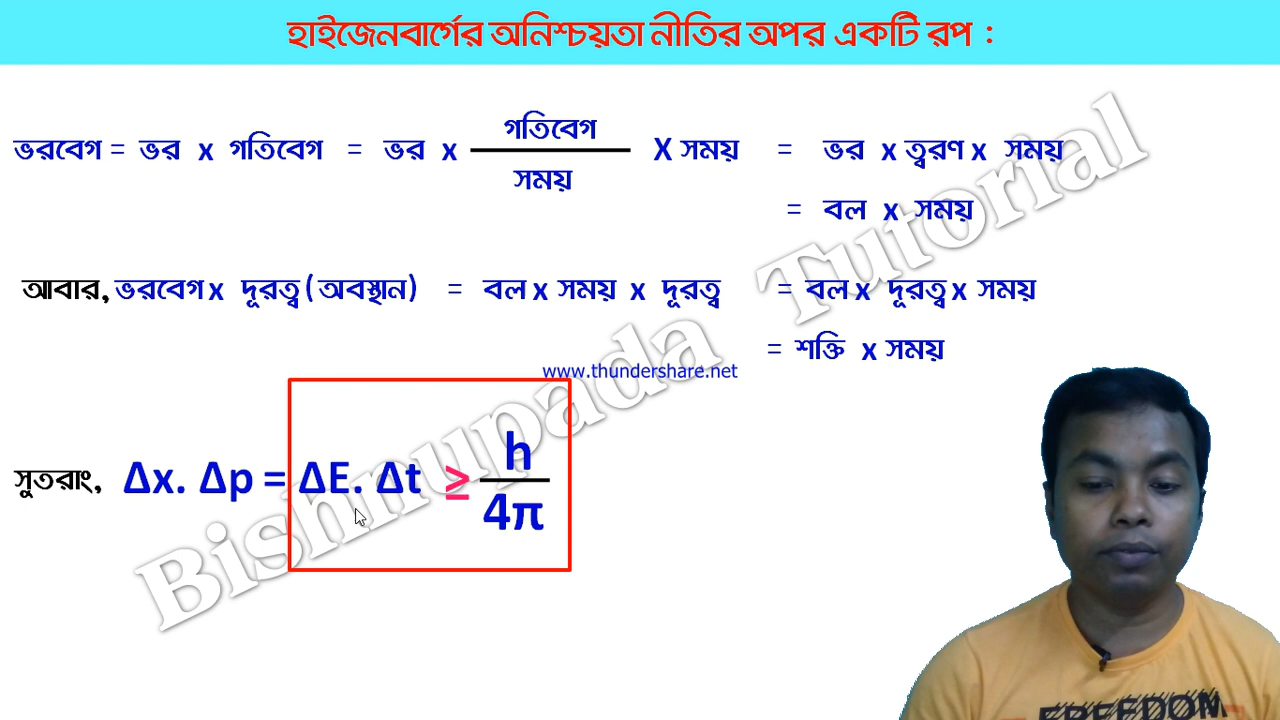 হাইজেনবার্গের অনিশ্চয়তা নীতির অপর একটি রপ :
ভরবেগ = ভর x গতিবেগ = ভর x গতিবেগ / সময় X সময় = ভর x ত্বরণ x সময়
= বল x সময়
আবার, ভরবেগ x দূরত্ব ( অবস্থান ) = বল x সময় x দূরত্ব = বল x দূরত্ব x সময়
= শক্তি x সময়
www.thundershare.net
সুতরাং, Δx. Δp = ΔE. Δt ≥ h / 4π
Bishnupada Tutorial
FREEDOM